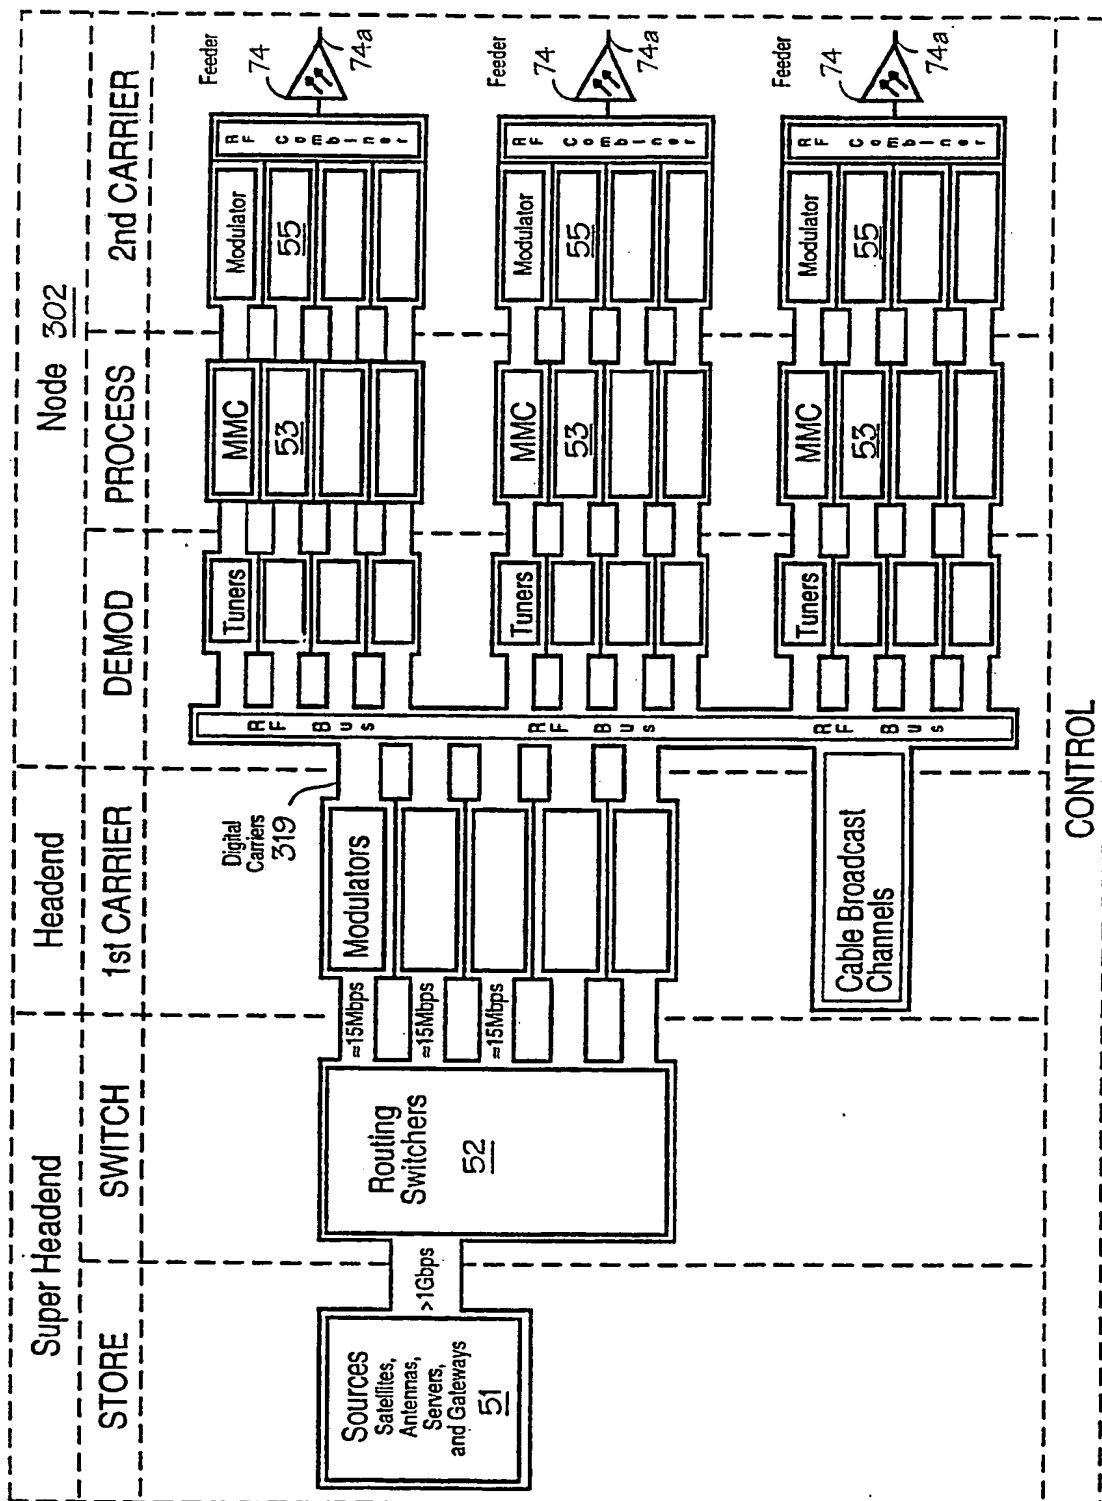 Super Headend
Headend
Node 302
STORE
SWITCH
1st CARRIER
DEMOD
PROCESS
2nd CARRIER
Sources
Satellites,
Antennas,
Servers,
and Gateways
51
>1Gbps
Routing
Switchers
52
≈15Mbps
≈15Mbps
≈15Mbps
Modulators
Digital
Carriers
319
Cable Broadcast
Channels
RF Bus
RF Bus
RF Bus
Tuners
MMC
53
Modulator
55
RF Combiner
Feeder
74
74a
Tuners
MMC
53
Modulator
55
RF Combiner
Feeder
74
74a
Tuners
MMC
53
Modulator
55
RF Combiner
Feeder
74
74a
CONTROL